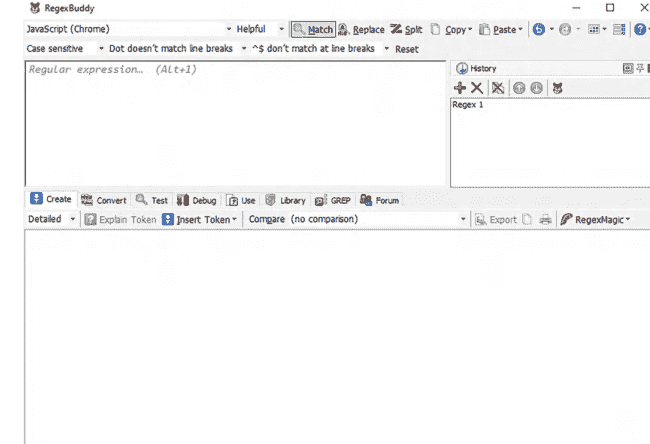 RegexBuddy
JavaScript (Chrome) Helpful Match Replace Split Copy Paste
Case sensitive Dot doesn't match line breaks ^$ don't match at line breaks Reset
Regular expression… (Alt+1)
History
Regex 1
Create Convert Test Debug Use Library GREP Forum
Detailed Explain Token Insert Token Compare (no comparison) Export RegexMagic